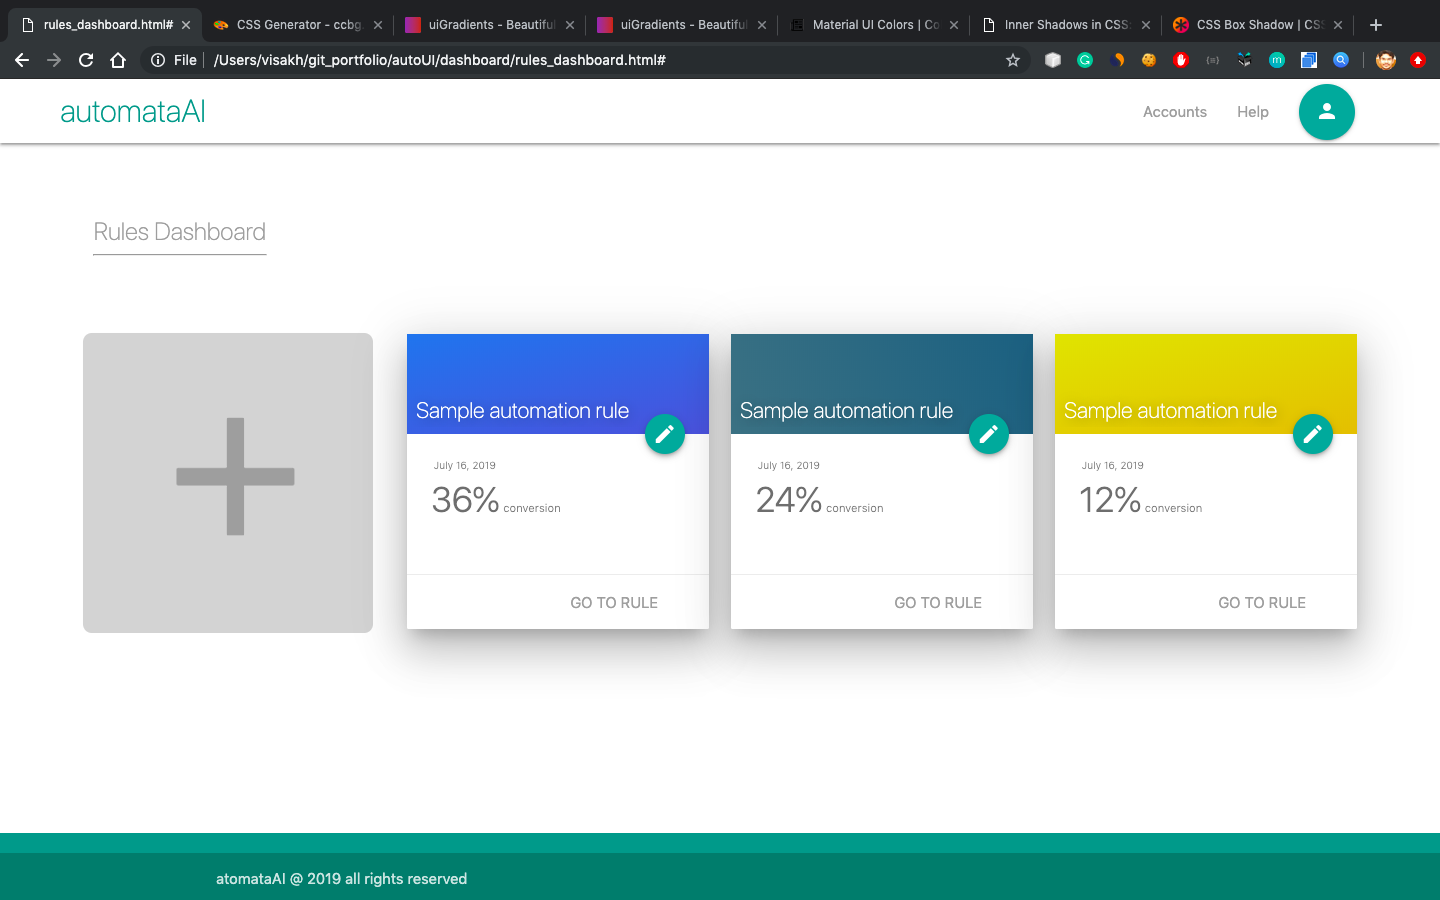 rules_dashboard.html#
CSS Generator - ccbg
uiGradients - Beautiful
uiGradients - Beautiful
Material UI Colors | Co
Inner Shadows in CSS:
CSS Box Shadow | CSS
File
/Users/visakh/git_portfolio/autoUI/dashboard/rules_dashboard.html#
automataAI
Accounts
Help
Rules Dashboard
Sample automation rule
July 16, 2019
36% conversion
GO TO RULE
Sample automation rule
July 16, 2019
24% conversion
GO TO RULE
Sample automation rule
July 16, 2019
12% conversion
GO TO RULE
atomataAI @ 2019 all rights reserved